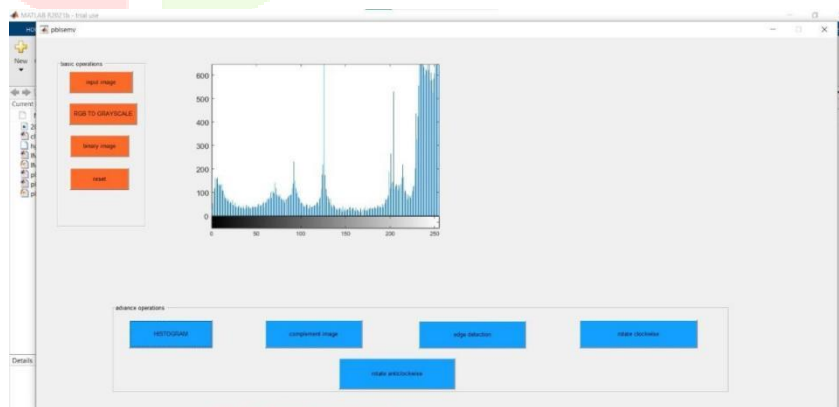 MATLAB R2021b - trial use
pblsemv
New
Current
basic operations
input image
RGB TO GRAYSCALE
binary image
reset
600
500
400
300
200
100
0
0 50 100 150 200 250
advance operations
HISTOGRAM
complement image
edge detection
rotate clockwise
rotate anticlockwise
Details